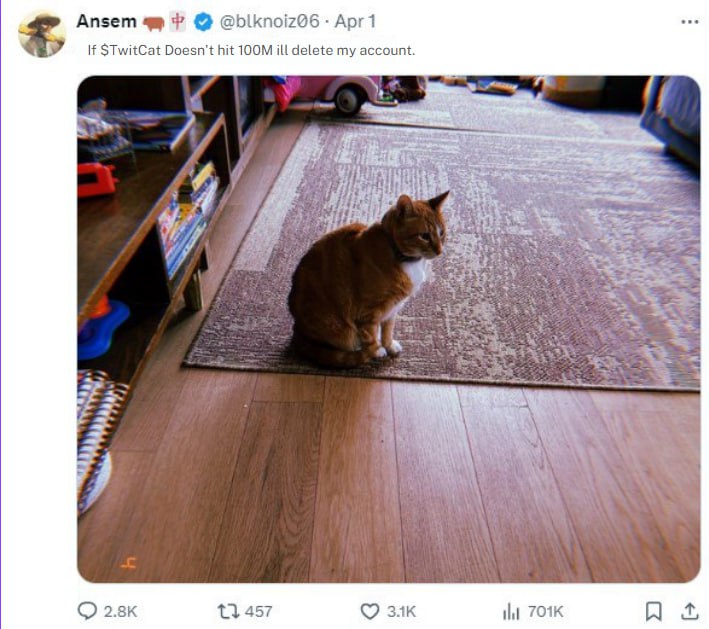 Ansem 🐂 🀄 @blknoiz06 · Apr 1
If $TwitCat Doesn't hit 100M ill delete my account.
2.8K 457 3.1K 701K